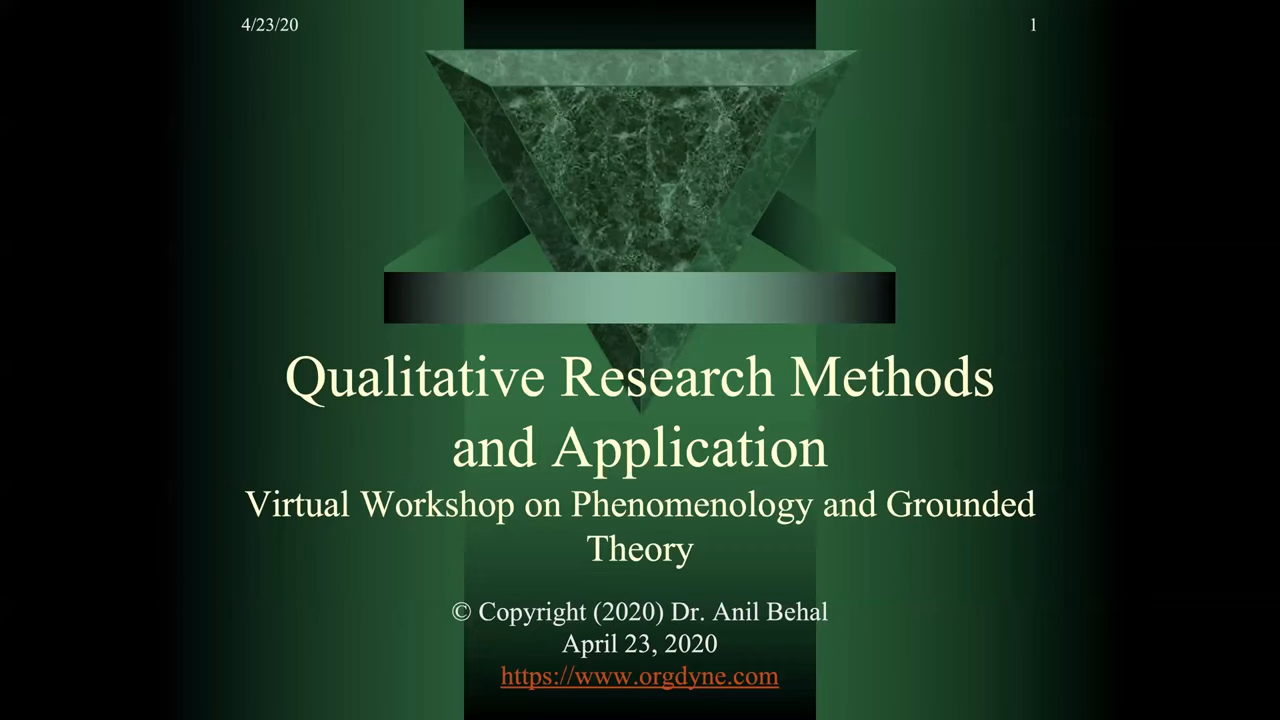 4/23/20
1
Qualitative Research Methods
and Application
Virtual Workshop on Phenomenology and Grounded
Theory
© Copyright (2020) Dr. Anil Behal
April 23, 2020
https://www.orgdyne.com